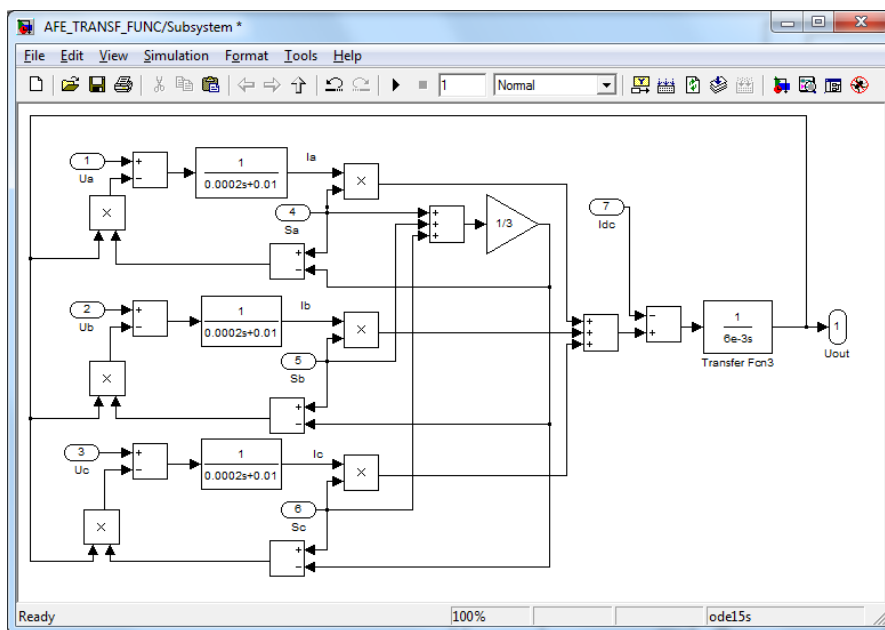 AFE_TRANSF_FUNC/Subsystem *
File Edit View Simulation Format Tools Help
1 Normal
1
Ua
+
−
1
0.0002s+0.01
Ia
×
×
4
Sa
+
+
+
1/3
7
Idc
+
−
2
Ub
+
−
1
0.0002s+0.01
Ib
×
+
+
+
−
+
1
6e-3s
Transfer Fcn3
1
Uout
×
5
Sb
+
−
3
Uc
+
−
1
0.0002s+0.01
Ic
×
×
6
Sc
+
−
Ready 100% ode15s